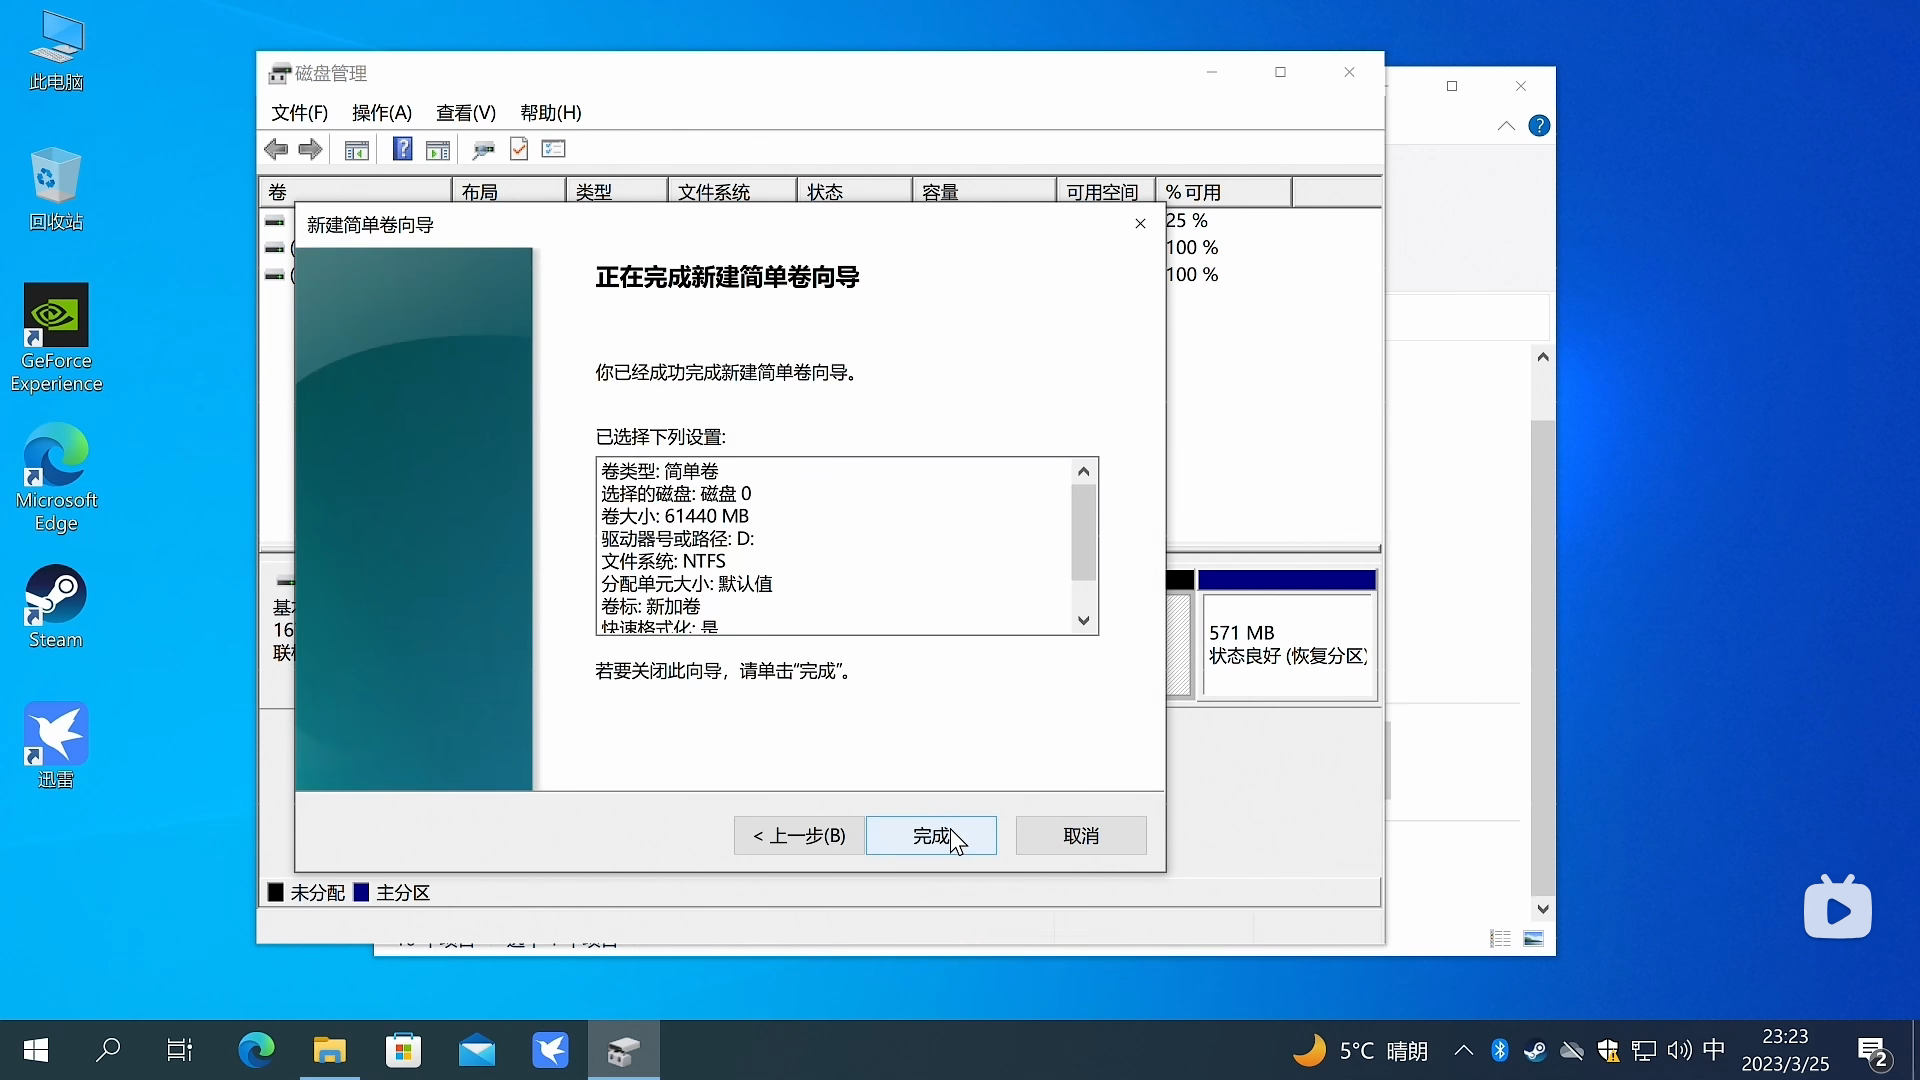 此电脑
回收站
GeForce
Experience
Microsoft
Edge
Steam
迅雷
磁盘管理
文件(F) 操作(A) 查看(V) 帮助(H)
卷 布局 类型 文件系统 状态 容量 可用空间 % 可用
25 %
100 %
100 %
新建简单卷向导
正在完成新建简单卷向导
你已经成功完成新建简单卷向导。
已选择下列设置:
卷类型: 简单卷
选择的磁盘: 磁盘 0
卷大小: 61440 MB
驱动器号或路径: D:
文件系统: NTFS
分配单元大小: 默认值
卷标: 新加卷
快速格式化: 是
若要关闭此向导，请单击“完成”。
< 上一步(B) 完成 取消
基
16
联
571 MB
状态良好 (恢复分区)
未分配 主分区
5°C 晴朗
中
23:23
2023/3/25
2